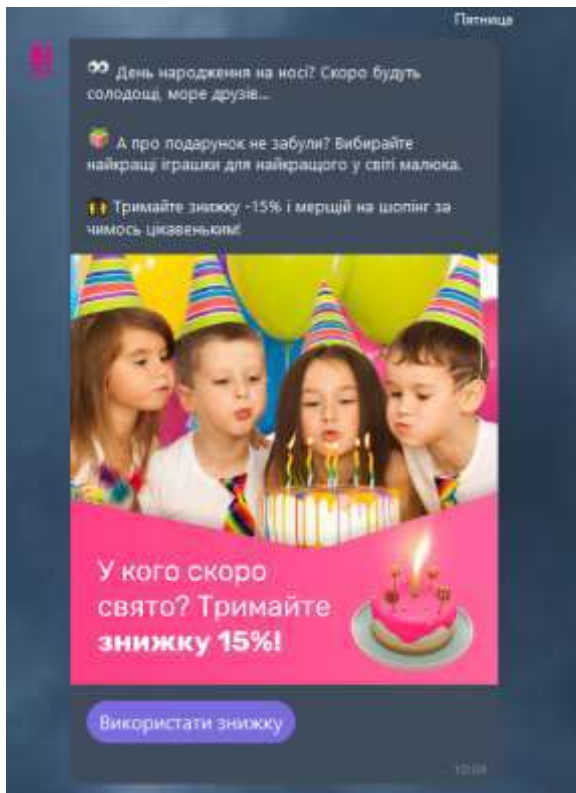 Пятница
День народження на носі? Скоро будуть
солодощі, море друзів...
А про подарунок не забули? Вибирайте
найкращі іграшки для найкращого у світі малюка.
Тримайте знижку -15% і мерщій на шопінг за
чимось цікавеньким!
У кого скоро
свято? Тримайте
знижку 15%!
Використати знижку